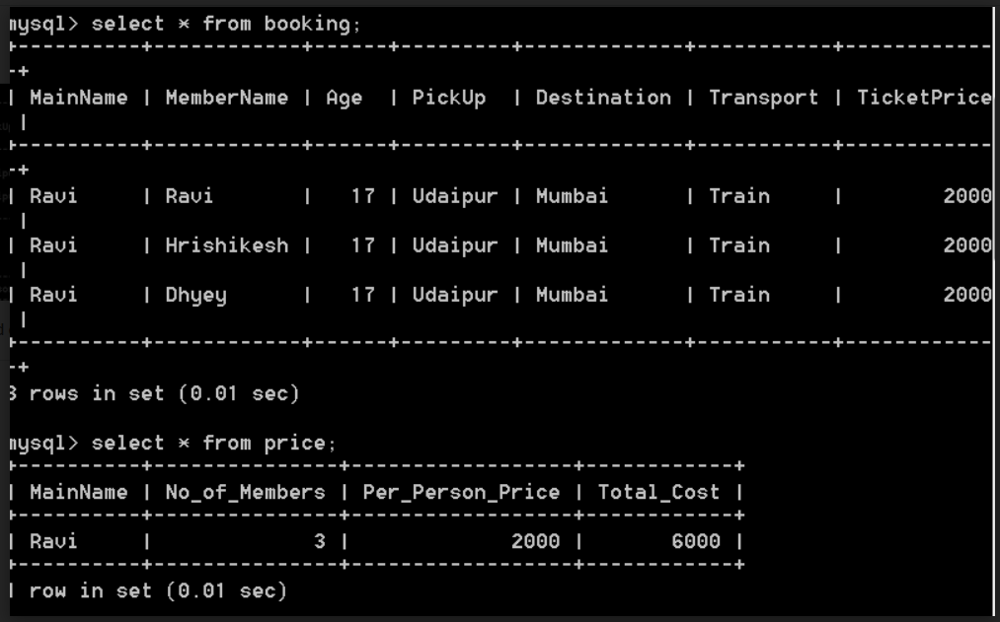 mysql> select * from booking;
+----------+------------+------+---------+-------------+-----------+------------
-+
| MainName | MemberName | Age  | PickUp  | Destination | Transport | TicketPrice
 |
+----------+------------+------+---------+-------------+-----------+------------
-+
| Ravi     | Ravi       |   17 | Udaipur | Mumbai      | Train     |        2000
 |
| Ravi     | Hrishikesh |   17 | Udaipur | Mumbai      | Train     |        2000
 |
| Ravi     | Dhyey      |   17 | Udaipur | Mumbai      | Train     |        2000
 |
+----------+------------+------+---------+-------------+-----------+------------
-+
3 rows in set (0.01 sec)
mysql> select * from price;
+----------+---------------+------------------+------------+
| MainName | No_of_Members | Per_Person_Price | Total_Cost |
+----------+---------------+------------------+------------+
| Ravi     |             3 |             2000 |       6000 |
+----------+---------------+------------------+------------+
1 row in set (0.01 sec)